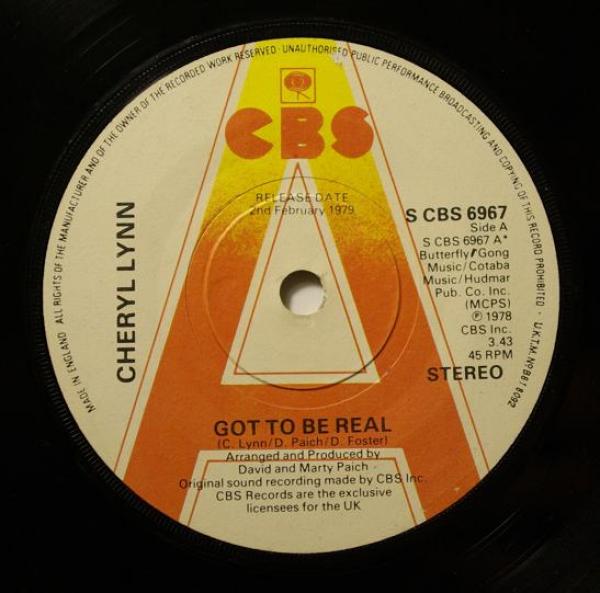 MADE IN ENGLAND · ALL RIGHTS OF THE MANUFACTURER AND OF THE OWNER OF THE RECORDED WORK RESERVED · UNAUTHORISED PUBLIC PERFORMANCE BROADCASTING AND COPYING OF THIS RECORD PROHIBITED · U.K.T.M. Nº 8618092
CBS
RELEASE DATE
2nd February 1979
CHERYL LYNN
S CBS 6967
Side A
S CBS 6967 A*
Butterfly/Gong
Music/Cotaba
Music/Hudmar
Pub. Co. Inc.
(MCPS)
Ⓟ 1978
CBS Inc.
3.43
45 RPM
STEREO
GOT TO BE REAL
(C. Lynn/D. Paich/D. Foster)
Arranged and Produced by
David and Marty Paich
Original sound recording made by CBS Inc.
CBS Records are the exclusive
licensees for the UK